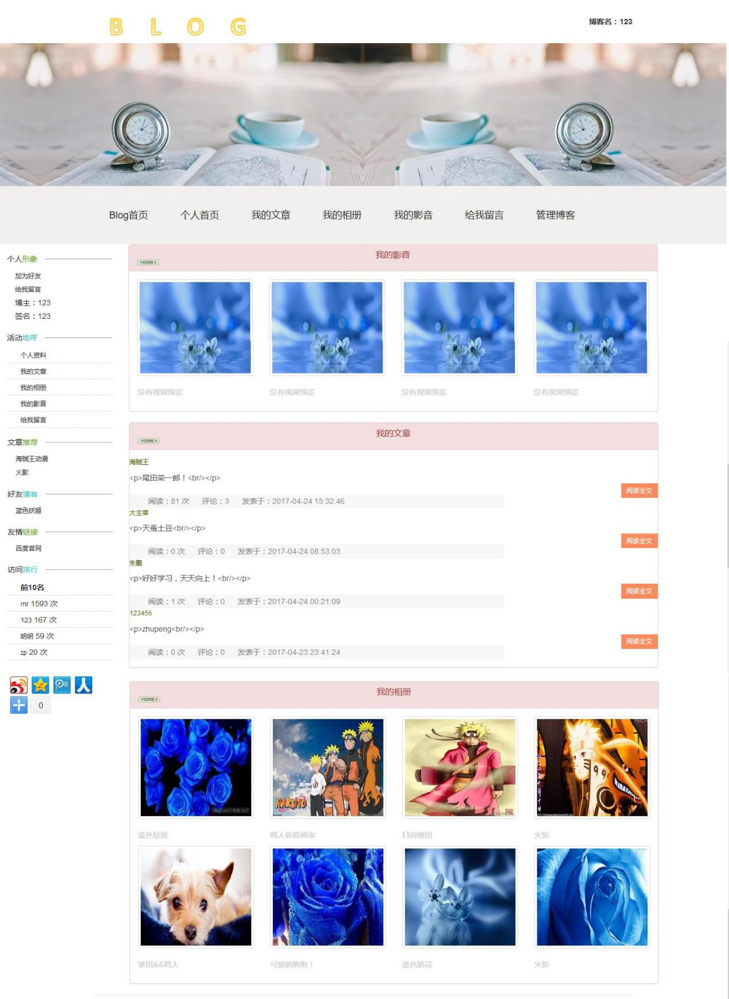 B L O G
博客名：123
Blog首页 个人首页 我的文章 我的相册 我的影音 给我留言 管理博客
个人形象
加为好友
给我留言
博主：123
签名：123
活动地带
个人资料
我的文章
我的相册
我的影音
给我留言
文章推荐
海贼王动漫
火影
好友博客
蓝色妖姬
友情链接
百度官网
访问排行
前10名
mr 1593 次
123 167 次
明明 59 次
zp 20 次
0
我的影音
MORE
没有视频预览 没有视频预览 没有视频预览 没有视频预览
我的文章
MORE
海贼王
<p>尾田荣一郎！<br/></p>
阅读全文
阅读：81 次 评论：3 发表于：2017-04-24 15:32:46
大主宰
<p>天蚕土豆<br/></p>
阅读全文
阅读：0 次 评论：0 发表于：2017-04-24 08:53:03
朱鹏
<p>好好学习，天天向上！<br/></p>
阅读全文
阅读：1 次 评论：0 发表于：2017-04-24 00:21:09
123456
<p>zhupeng<br/></p>
阅读全文
阅读：0 次 评论：0 发表于：2017-04-23 23:41:24
我的相册
MORE
NARUTO
蓝色妖姬 鸣人佐助两家 日向雏田 火影
雏田&&鸣人 可爱的狗狗！ 蓝色的花 火影